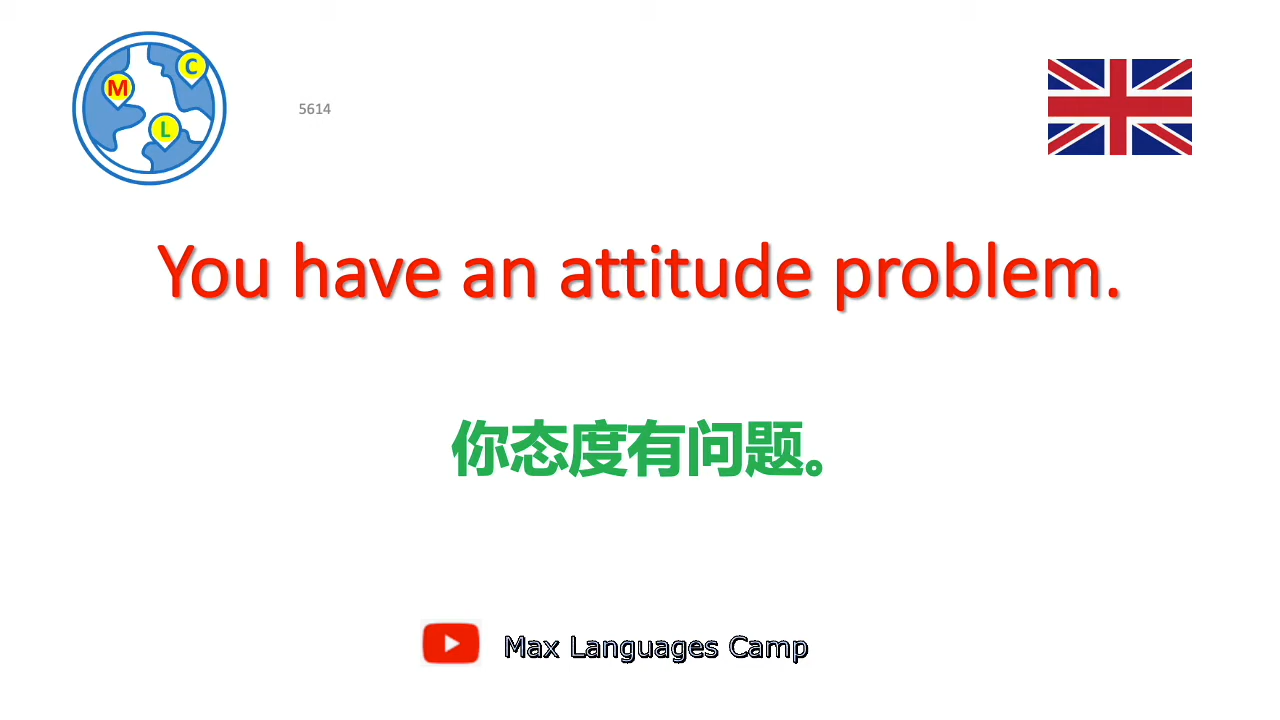 C
M
L
5614
You have an attitude problem.
你态度有问题。
Max Languages Camp